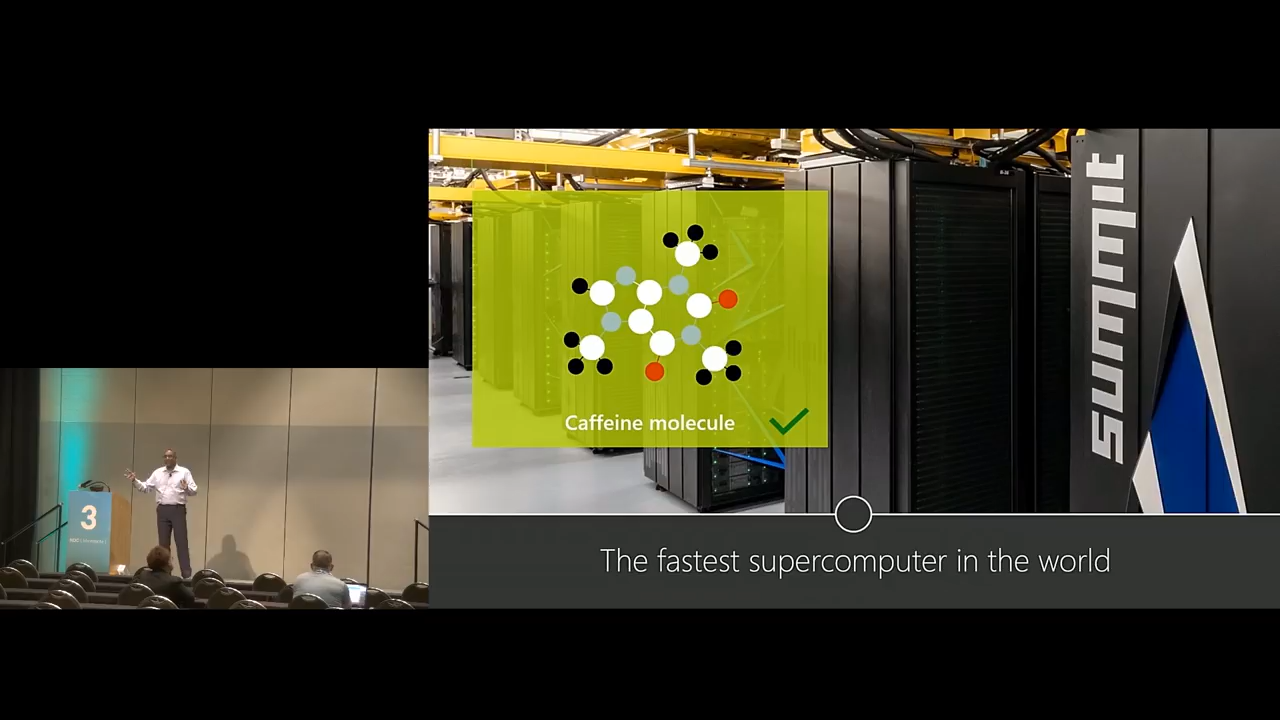 summit
Caffeine molecule
The fastest supercomputer in the world
3